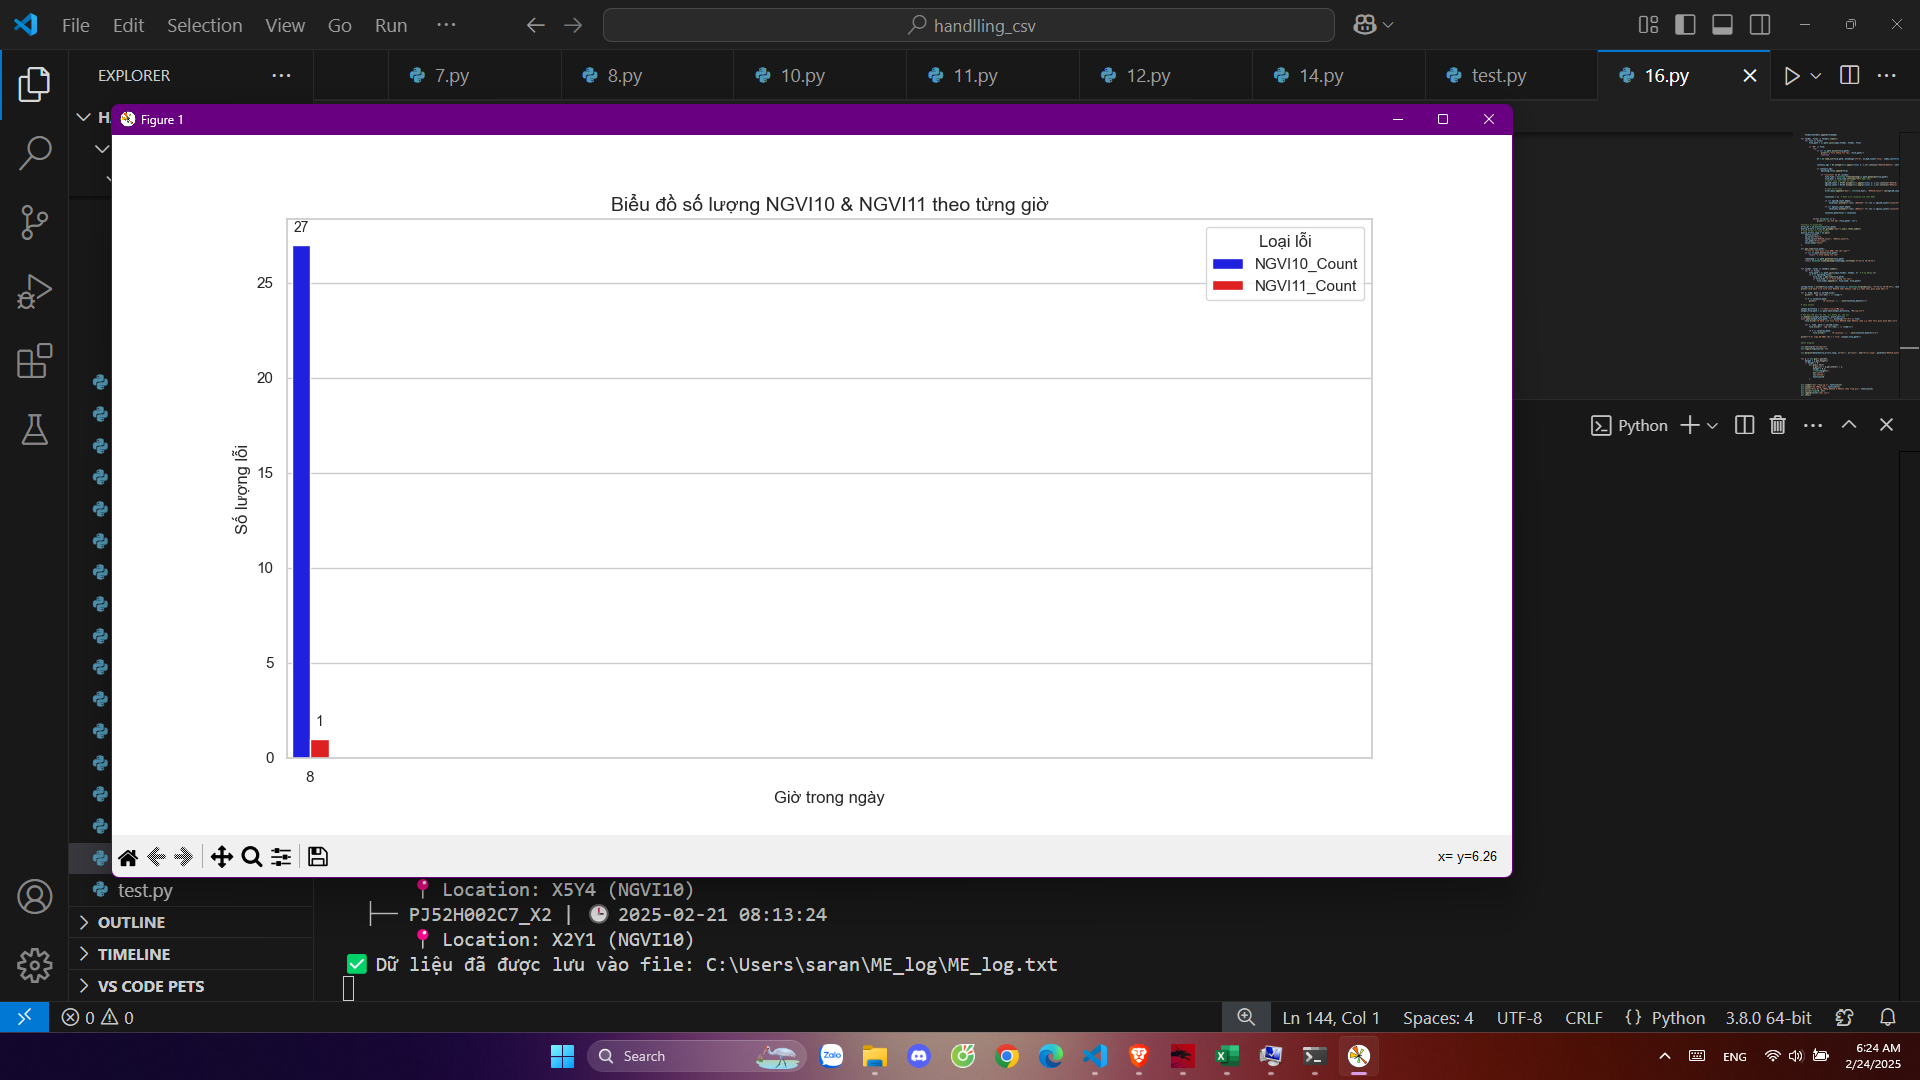 File Edit Selection View Go Run ···
handlling_csv
EXPLORER ···
7.py 8.py 10.py 11.py 12.py 14.py test.py 16.py
Figure 1
Biểu đồ số lượng NGVI10 & NGVI11 theo từng giờ
27
Loại lỗi
NGVI10_Count
NGVI11_Count
25
20
15
10
5
0
Số lượng lỗi
1
8
Giờ trong ngày
x= y=6.26
Python
test.py
OUTLINE
TIMELINE
VS CODE PETS
Location: X5Y4 (NGVI10)
├── PJ52H002C7_X2 | 🕒 2025-02-21 08:13:24
Location: X2Y1 (NGVI10)
✅ Dữ liệu đã được lưu vào file: C:\Users\saran\ME_log\ME_log.txt
0 0
Ln 144, Col 1 Spaces: 4 UTF-8 CRLF {} Python 3.8.0 64-bit
Search
Zalo
ENG
6:24 AM
2/24/2025